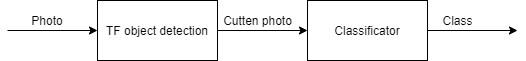 Photo
TF object detection
Cutten photo
Classificator
Class